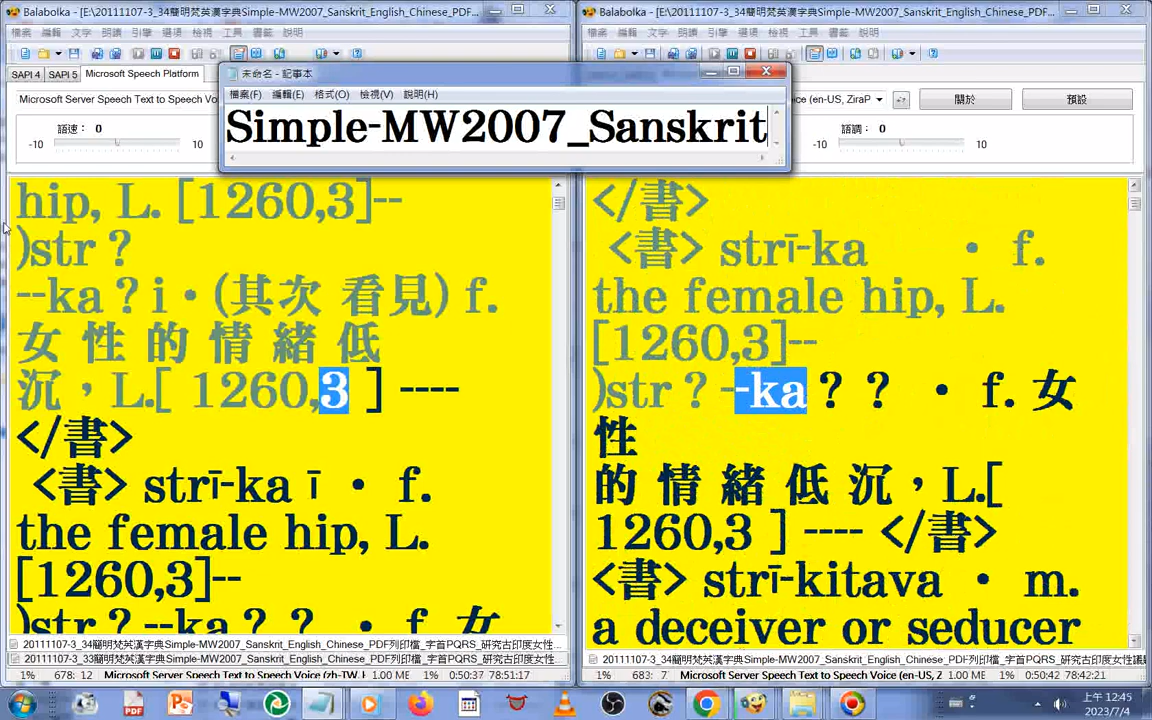 Balabolka - [E:\20111107-3_34簡明梵英漢字典Simple-MW2007_Sanskrit_English_Chinese_PDF...
檔案 編輯 文字 朗讀 引擎 選項 檢視 工具 書籤 說明
SAPI 4 SAPI 5 Microsoft Speech Platform
Microsoft Server Speech Text to Speech Vo
語速： 0
-10 10
hip, L. [1260,3]--
)str？
--ka？i・(其次 看見) f.
女 性 的 情 緒 低
沉，L.[ 1260,3 ] ----
</書>
<書> strī-ka ī ・ f.
the female hip, L.
[1260,3]--
)str？--ka？？ ・ f. 女
20111107-3_34簡明梵英漢字典Simple-MW2007_Sanskrit_English_Chinese_PDF列印檔_字首PQRS_研究古印度女性
20111107-3_33簡明梵英漢字典Simple-MW2007_Sanskrit_English_Chinese_PDF列印檔_字首PQRS_研究古印度女性
1% 678: 12 Microsoft Server Speech Text to Speech Voice (zh-TW, 1.00 ME 1% 0:50:37 78:51:17
未命名 - 記事本
檔案(F) 編輯(E) 格式(O) 檢視(V) 說明(H)
Simple-MW2007_Sanskrit
Balabolka - [E:\20111107-3_34簡明梵英漢字典Simple-MW2007_Sanskrit_English_Chinese_PDF...
檔案 編輯 文字 朗讀 引擎 選項 檢視 工具 書籤 說明
ice (en-US, ZiraP
關於 預設
語調： 0
-10 10
</書>
<書> strī-ka ・ f.
the female hip, L.
[1260,3]--
)str？--ka？？ ・ f. 女
性
的 情 緒 低 沉，L.[
1260,3 ] ---- </書>
<書> strī-kitava ・ m.
a deceiver or seducer
20111107-3_34簡明梵英漢字典Simple-MW2007_Sanskrit_English_Chinese_PDF列印檔_字首PQRS_研究古印度女性議
1% 683: 7 Microsoft Server Speech Text to Speech Voice (en-US, Z 1.00 ME 1% 0:50:42 78:42:21
上午 12:45
2023/7/4